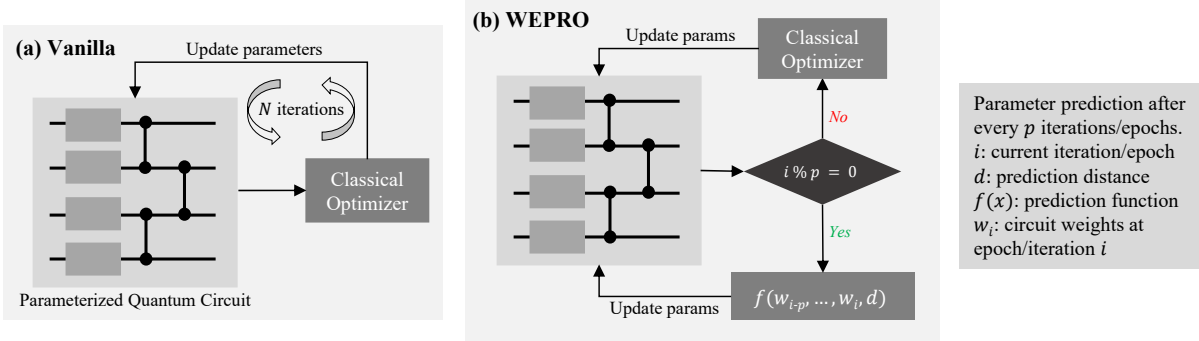 (a) Vanilla
Update parameters
N iterations
Classical
Optimizer
Parameterized Quantum Circuit
(b) WEPRO
Update params
Classical
Optimizer
No
i % p = 0
Yes
Update params
f(w_{i-p}, ... , w_i, d)
Parameter prediction after
every p iterations/epochs.
i: current iteration/epoch
d: prediction distance
f(x): prediction function
w_i: circuit weights at
epoch/iteration i